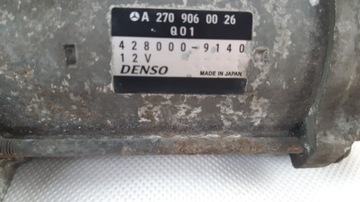 A 270 906 00 26
Q01
428000-9140
12V
DENSO MADE IN JAPAN